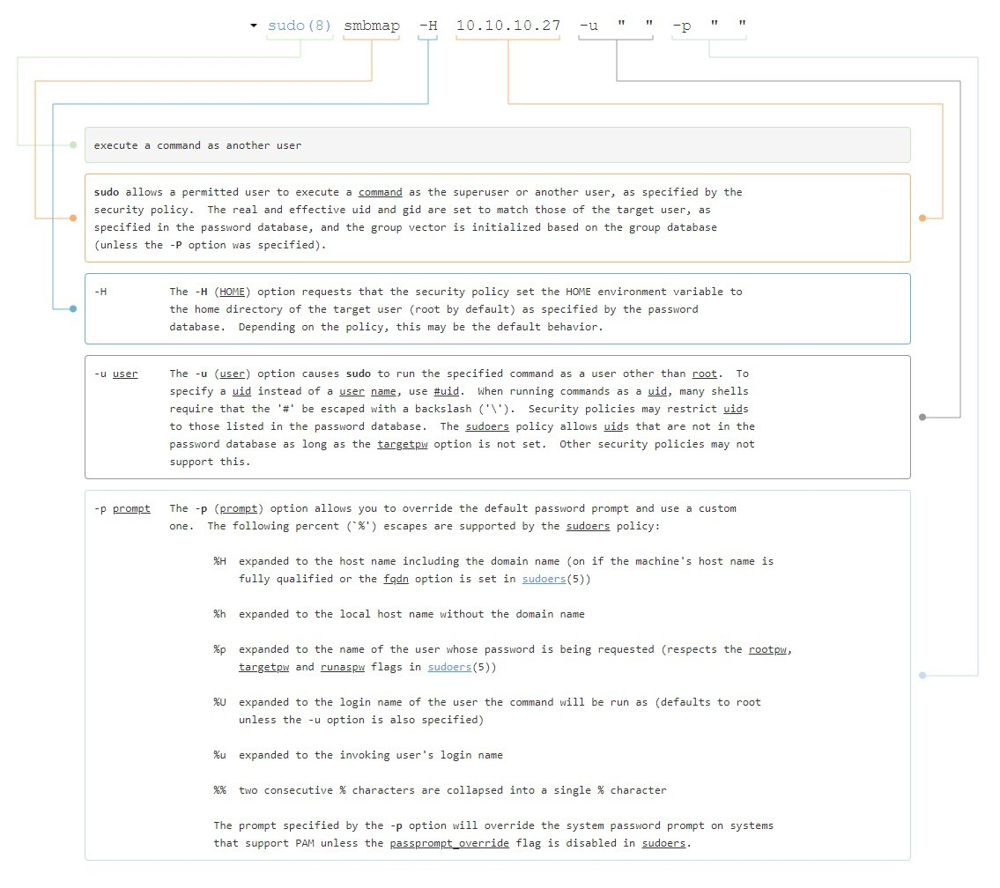 sudo(8) smbmap -H 10.10.10.27 -u " " -p " "
execute a command as another user
sudo allows a permitted user to execute a command as the superuser or another user, as specified by the
security policy. The real and effective uid and gid are set to match those of the target user, as
specified in the password database, and the group vector is initialized based on the group database
(unless the -P option was specified).
-H The -H (HOME) option requests that the security policy set the HOME environment variable to
the home directory of the target user (root by default) as specified by the password
database. Depending on the policy, this may be the default behavior.
-u user The -u (user) option causes sudo to run the specified command as a user other than root. To
specify a uid instead of a user name, use #uid. When running commands as a uid, many shells
require that the '#' be escaped with a backslash ('\'). Security policies may restrict uids
to those listed in the password database. The sudoers policy allows uids that are not in the
password database as long as the targetpw option is not set. Other security policies may not
support this.
-p prompt The -p (prompt) option allows you to override the default password prompt and use a custom
one. The following percent (`%') escapes are supported by the sudoers policy:
%H expanded to the host name including the domain name (on if the machine's host name is
fully qualified or the fqdn option is set in sudoers(5))
%h expanded to the local host name without the domain name
%p expanded to the name of the user whose password is being requested (respects the rootpw,
targetpw and runaspw flags in sudoers(5))
%U expanded to the login name of the user the command will be run as (defaults to root
unless the -u option is also specified)
%u expanded to the invoking user's login name
%% two consecutive % characters are collapsed into a single % character
The prompt specified by the -p option will override the system password prompt on systems
that support PAM unless the passprompt_override flag is disabled in sudoers.